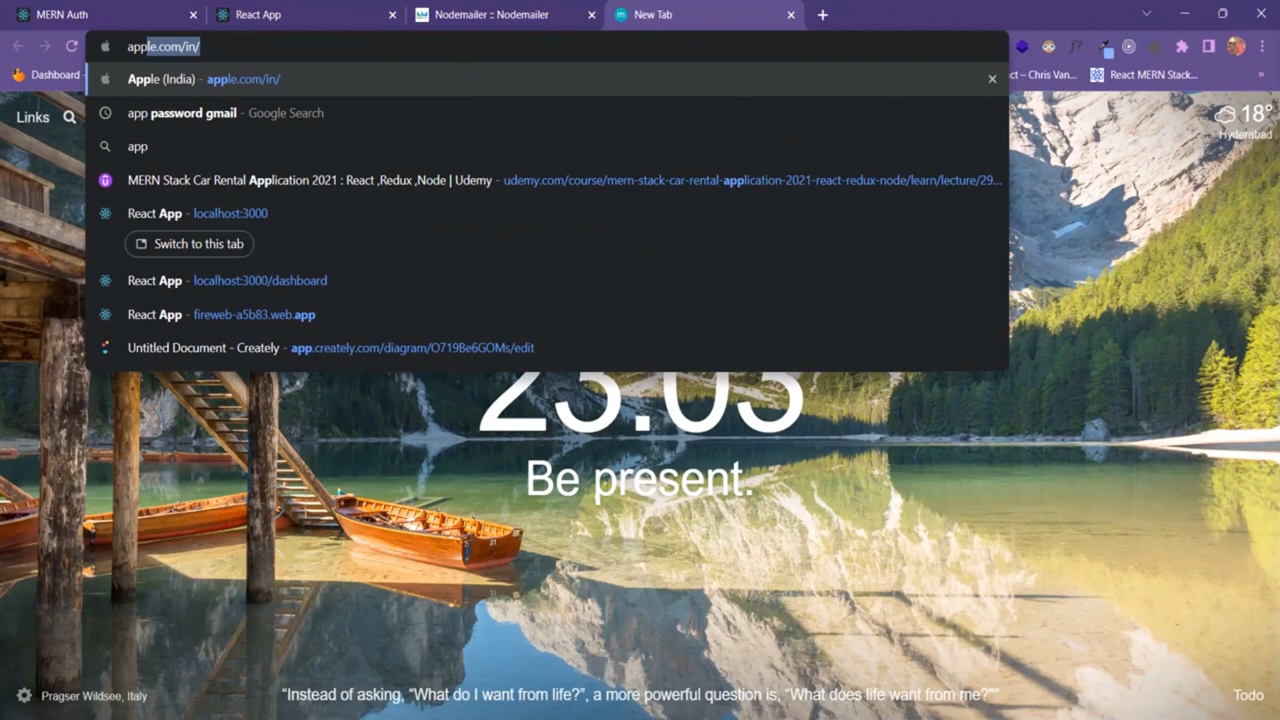 MERN Auth
React App
Nodemailer :: Nodemailer
New Tab
apple.com/in/
Dashboard -
ct – Chris Van...
React MERN Stack...
Apple (India) - apple.com/in/
app password gmail - Google Search
app
MERN Stack Car Rental Application 2021 : React ,Redux ,Node | Udemy - udemy.com/course/mern-stack-car-rental-application-2021-react-redux-node/learn/lecture/29...
React App - localhost:3000
Switch to this tab
React App - localhost:3000/dashboard
React App - fireweb-a5b83.web.app
Untitled Document - Creately - app.creately.com/diagram/O719Be6GOMs/edit
Links
18°
Hyderabad
Be present.
Pragser Wildsee, Italy
“Instead of asking, “What do I want from life?”, a more powerful question is, “What does life want from me?””
Todo